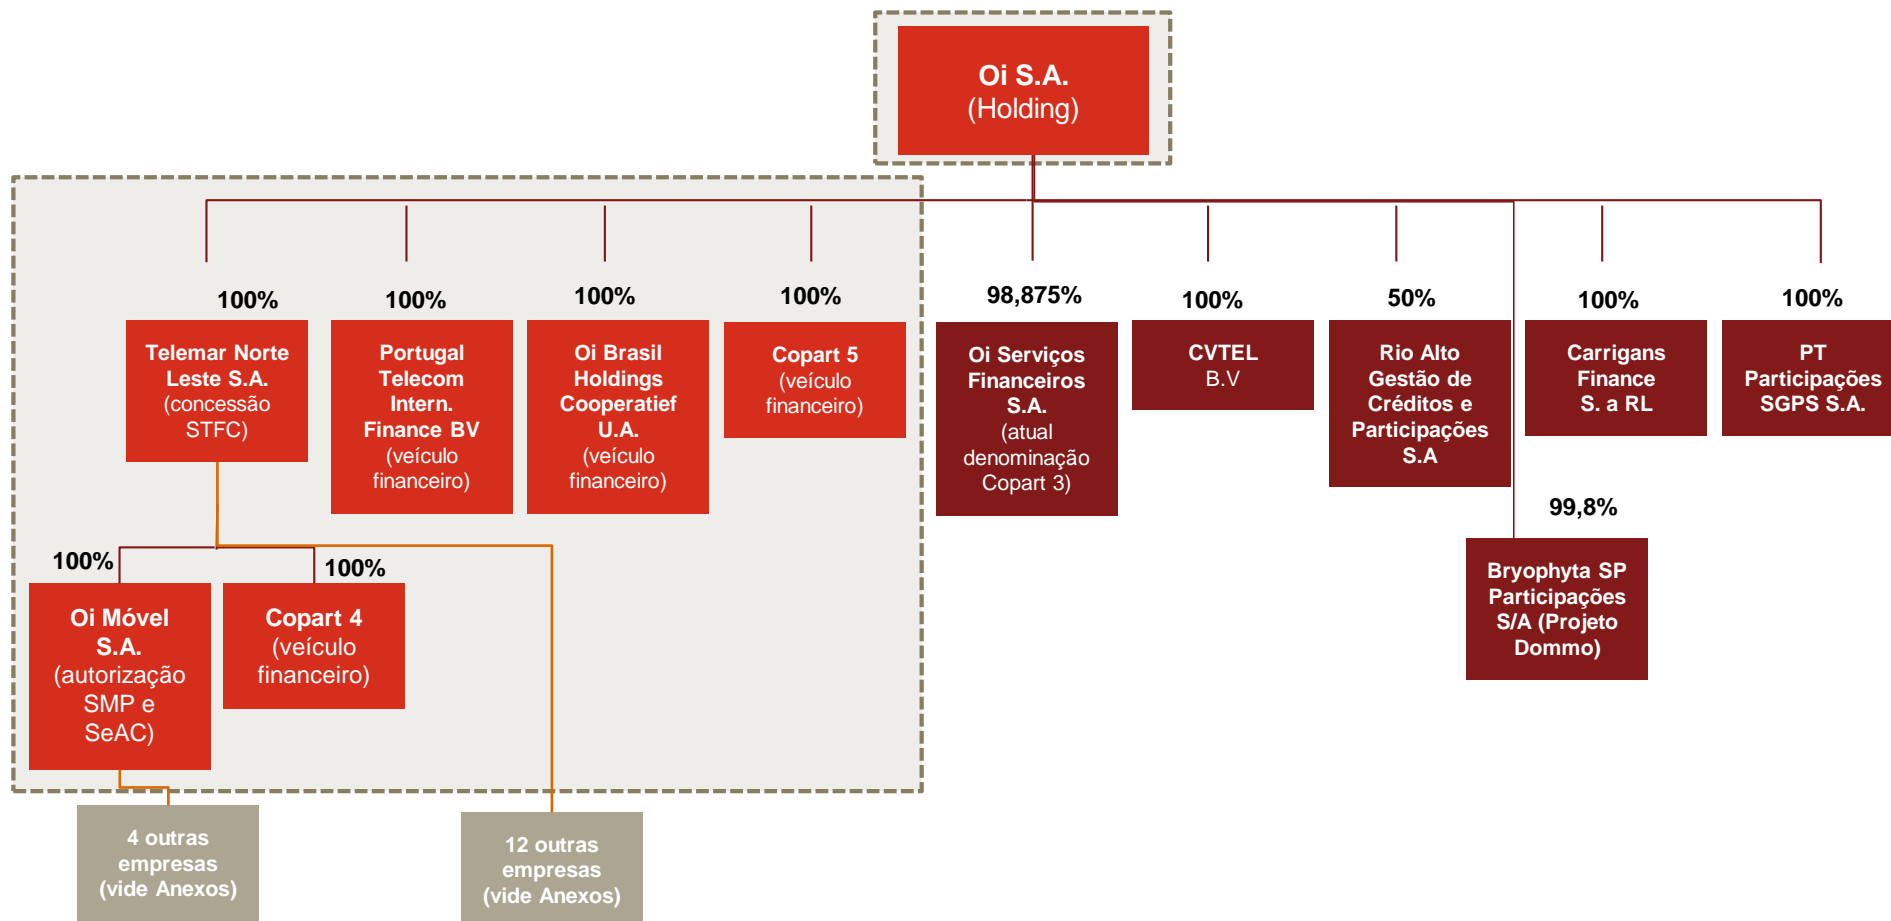 Oi S.A.
(Holding)
100%
Telemar Norte
Leste S.A.
(concessão
STFC)
100%
Portugal
Telecom
Intern.
Finance BV
(veículo
financeiro)
100%
Oi Brasil
Holdings
Cooperatief
U.A.
(veículo
financeiro)
100%
Copart 5
(veículo
financeiro)
98,875%
Oi Serviços
Financeiros
S.A.
(atual
denominação
Copart 3)
100%
CVTEL
B.V
50%
Rio Alto
Gestão de
Créditos e
Participações
S.A
100%
Carrigans
Finance
S. a RL
100%
PT
Participações
SGPS S.A.
99,8%
Bryophyta SP
Participações
S/A (Projeto
Dommo)
100%
Oi Móvel
S.A.
(autorização
SMP e
SeAC)
100%
Copart 4
(veículo
financeiro)
4 outras
empresas
(vide Anexos)
12 outras
empresas
(vide Anexos)